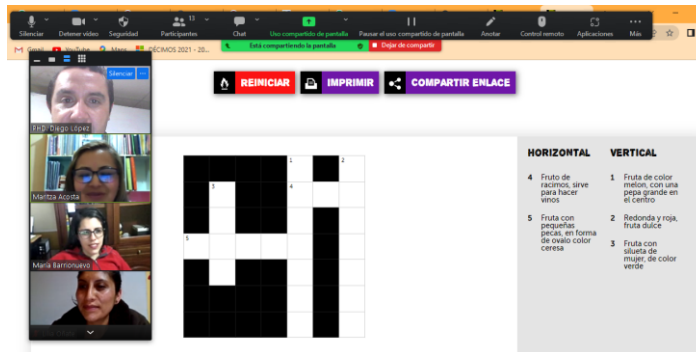 Silenciar Detener video Seguridad Participantes 13 Chat Uso compartido de pantalla Pausar el uso compartido de pantalla Anotar Control remoto Aplicaciones Más
Está compartiendo la pantalla Dejar de compartir
Gmail YouTube Maps DÉCIMOS 2021 - 20...
Silenciar ...
PHD. Diego López
Maritza Acosta
María Barrionuevo
REINICIAR IMPRIMIR COMPARTIR ENLACE
1 2
3 4
5
HORIZONTAL
4 Fruto de
racimos, sirve
para hacer
vinos
5 Fruta con
pequeñas
pecas, en forma
de ovalo color
ceresa
VERTICAL
1 Fruta de color
melon, con una
pepa grande en
el centro
2 Redonda y roja,
fruta dulce
3 Fruta con
silueta de
mujer, de color
verde